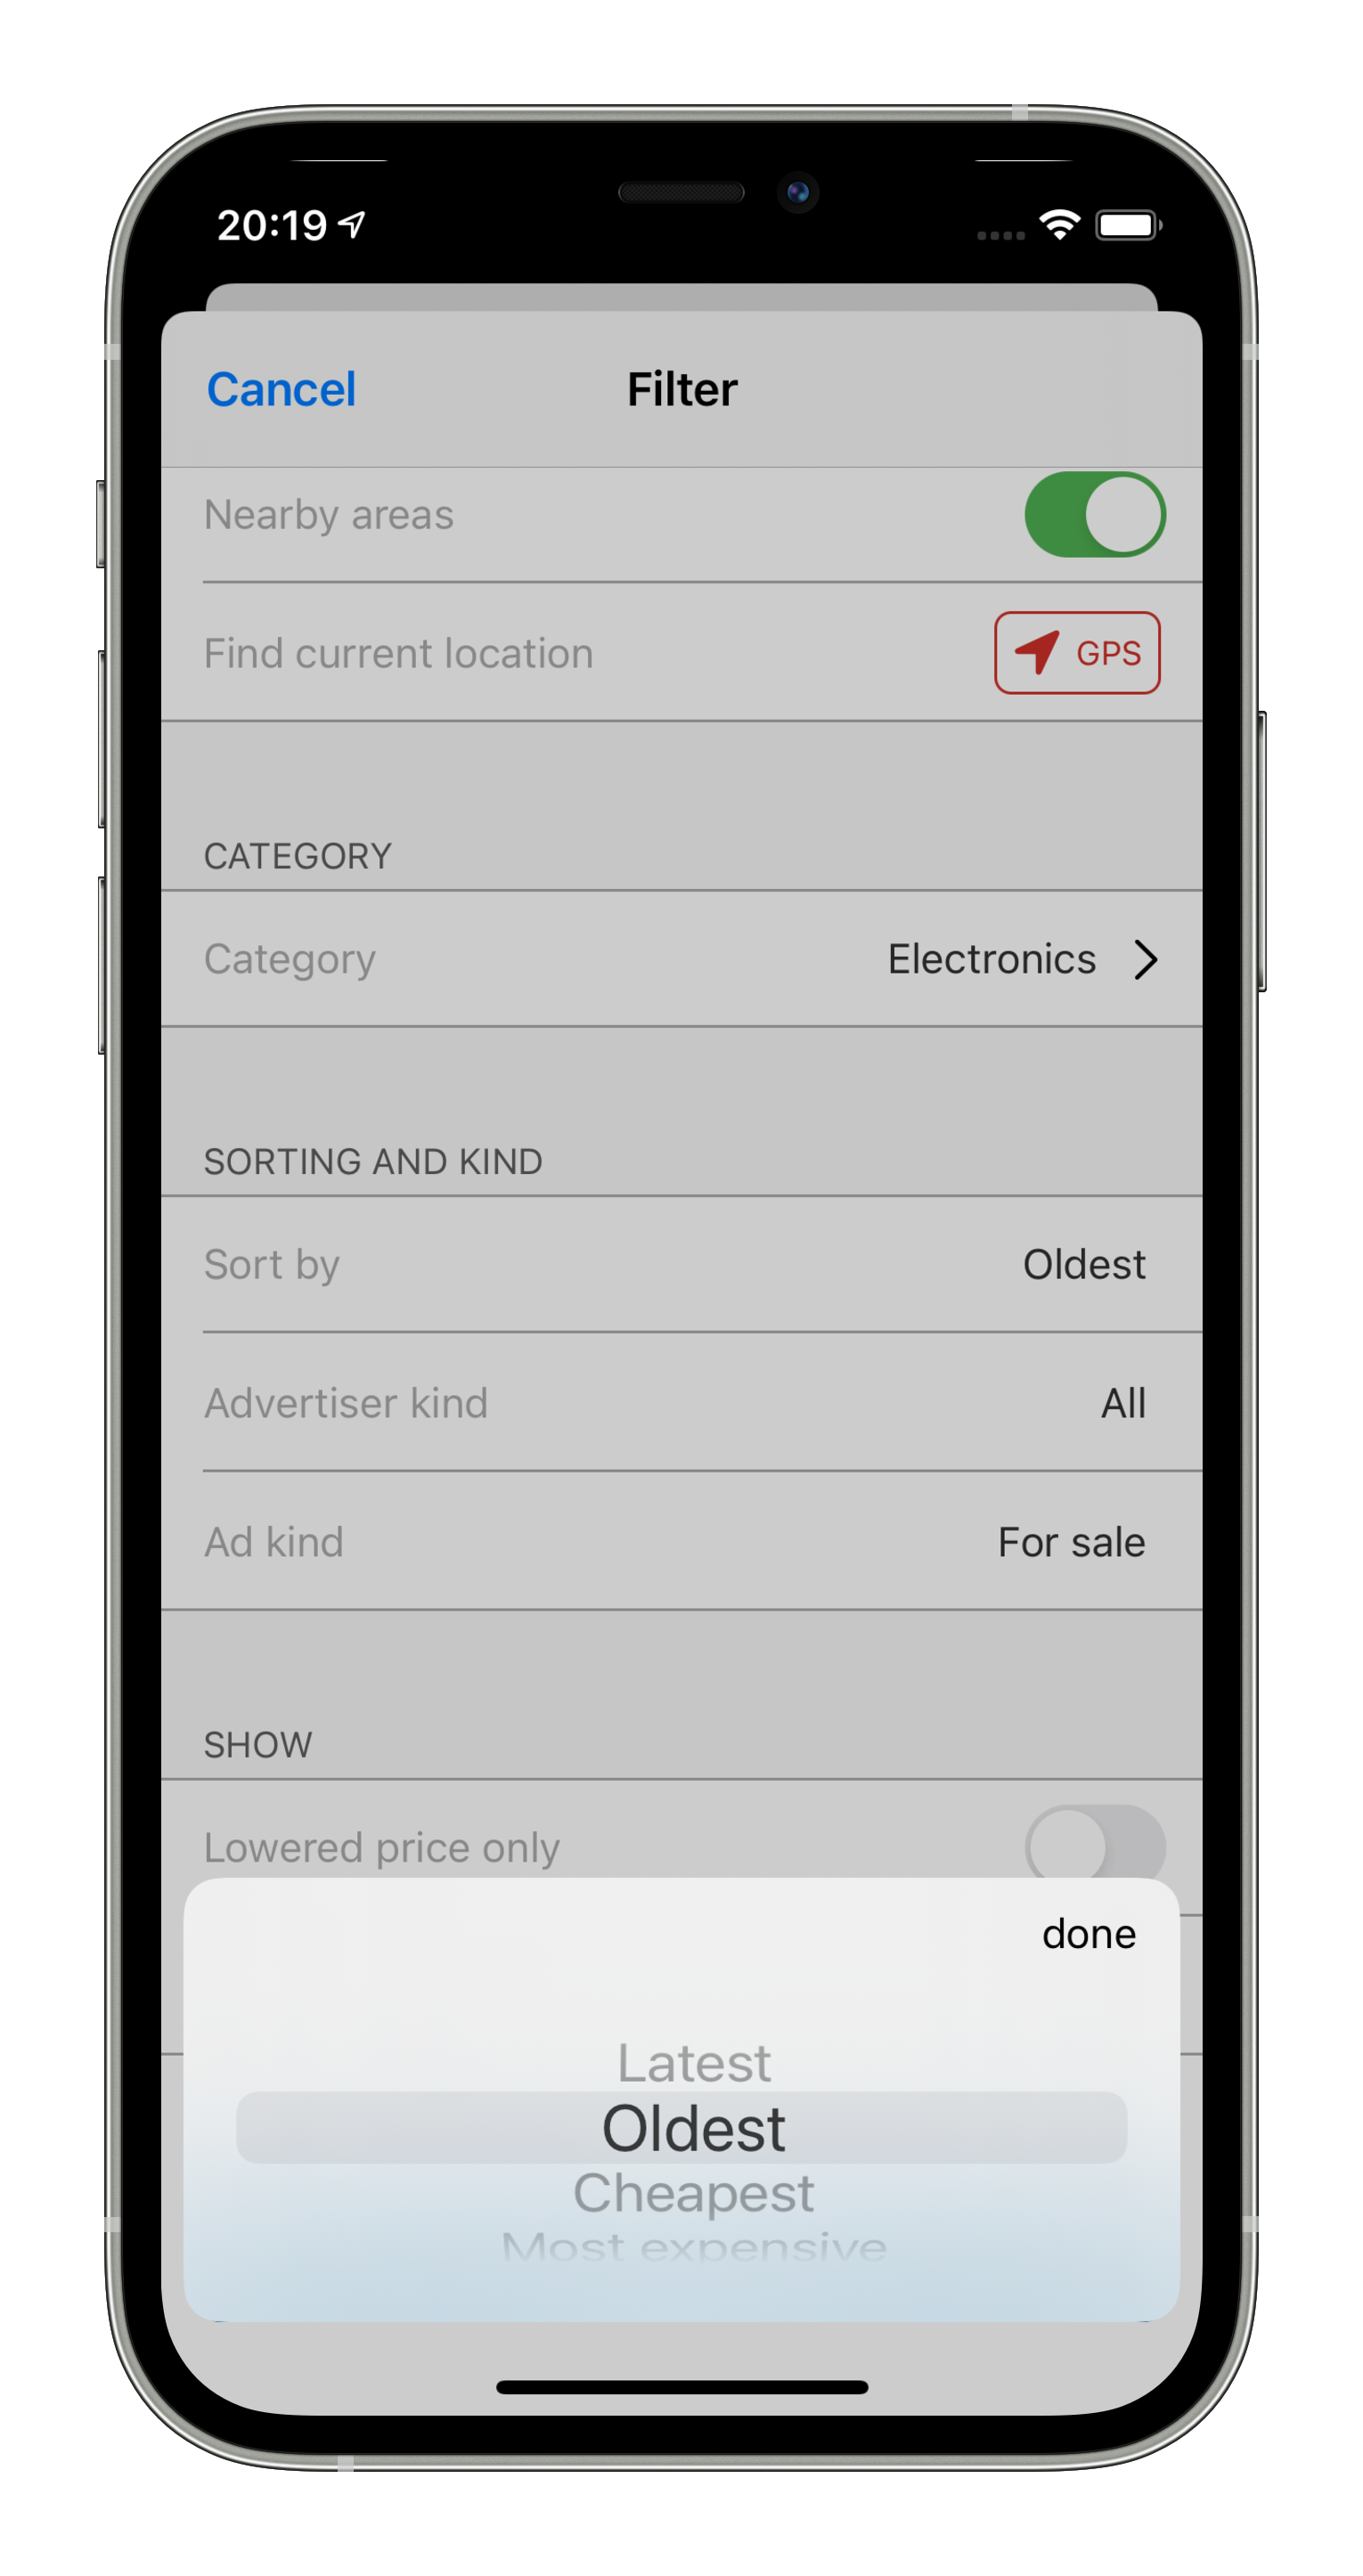 20:19
Cancel Filter
Nearby areas
Find current location GPS
CATEGORY
Category Electronics
SORTING AND KIND
Sort by Oldest
Advertiser kind All
Ad kind For sale
SHOW
Lowered price only
done
Latest
Oldest
Cheapest
Most expensive